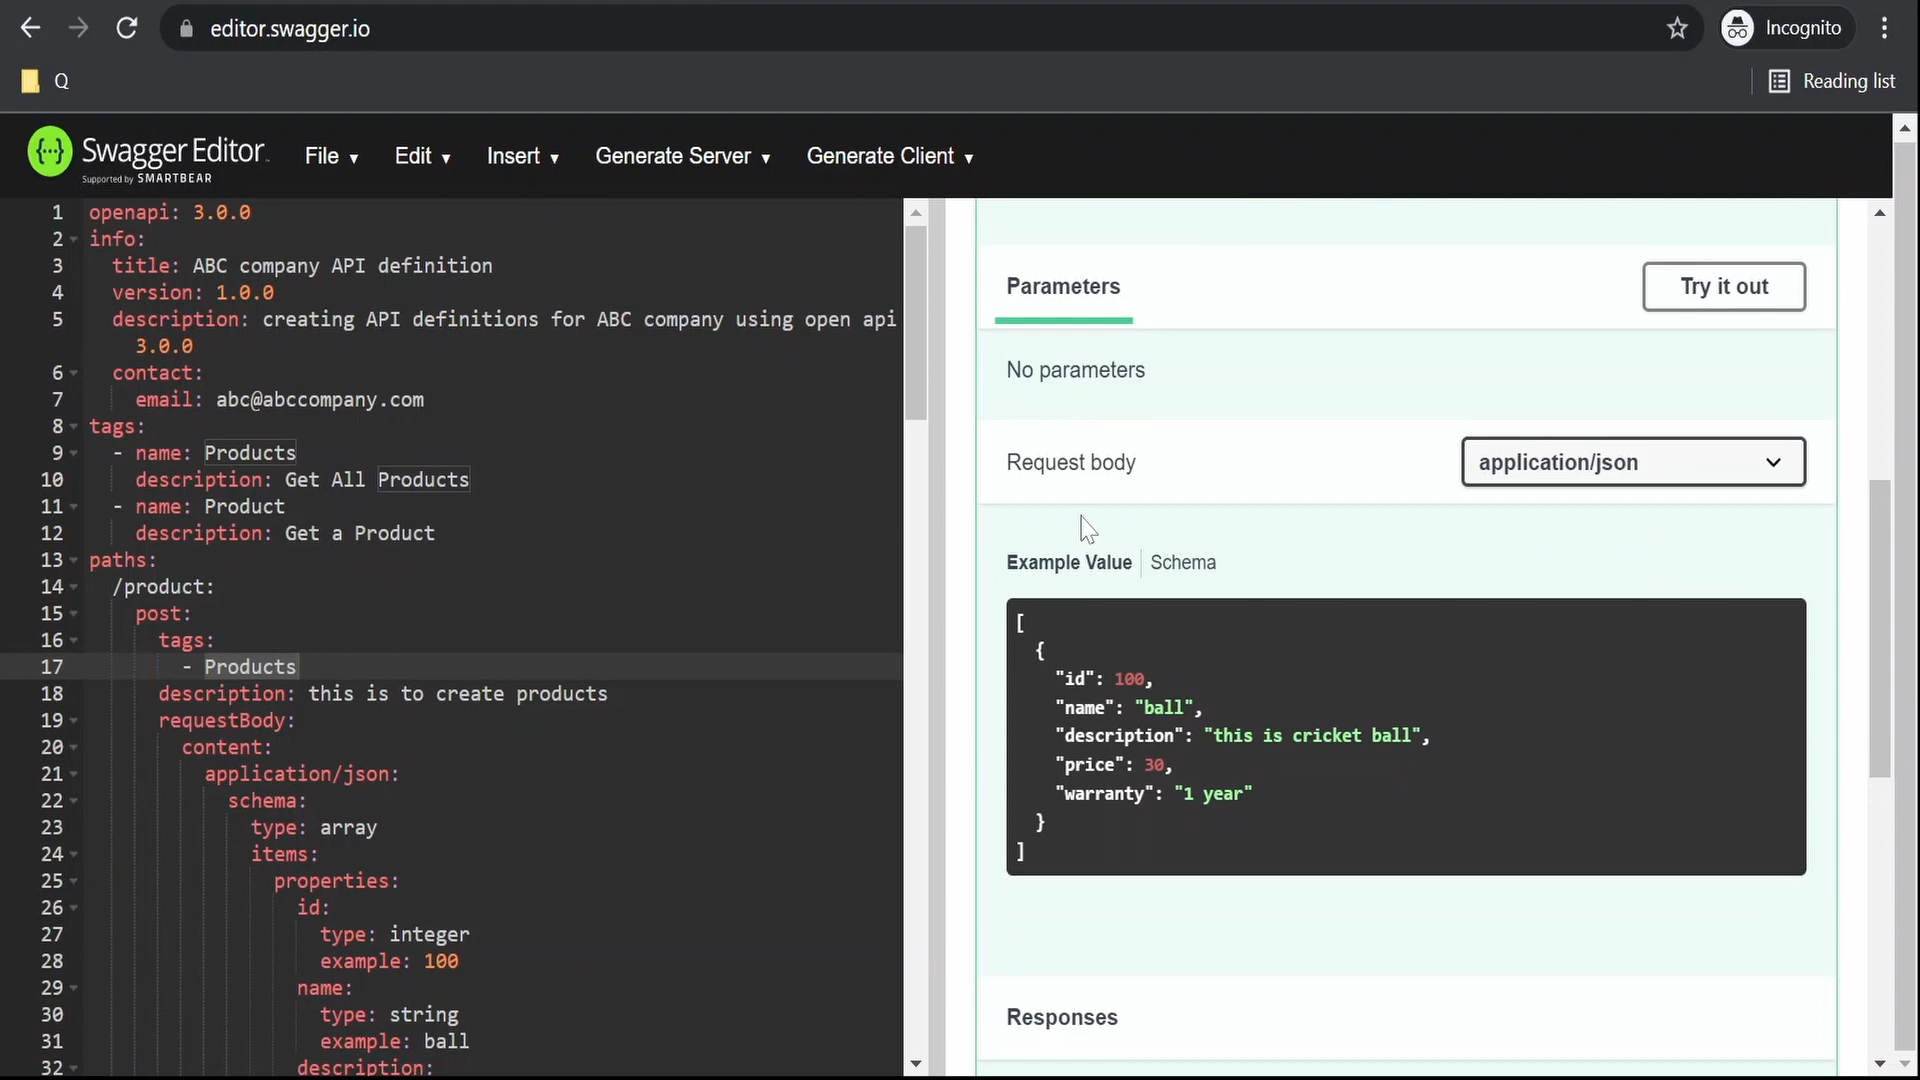 editor.swagger.io
Incognito
Q
Reading list
{...} Swagger Editor
Supported by SMARTBEAR
File
Edit
Insert
Generate Server
Generate Client
1 openapi: 3.0.0
2 info:
3 title: ABC company API definition
4 version: 1.0.0
5 description: creating API definitions for ABC company using open api
3.0.0
6 contact:
7 email: abc@abccompany.com
8 tags:
9 - name: Products
10 description: Get All Products
11 - name: Product
12 description: Get a Product
13 paths:
14 /product:
15 post:
16 tags:
17 - Products
18 description: this is to create products
19 requestBody:
20 content:
21 application/json:
22 schema:
23 type: array
24 items:
25 properties:
26 id:
27 type: integer
28 example: 100
29 name:
30 type: string
31 example: ball
32 description:
Parameters
Try it out
No parameters
Request body
application/json
Example Value | Schema
[
{
"id": 100,
"name": "ball",
"description": "this is cricket ball",
"price": 30,
"warranty": "1 year"
}
]
Responses